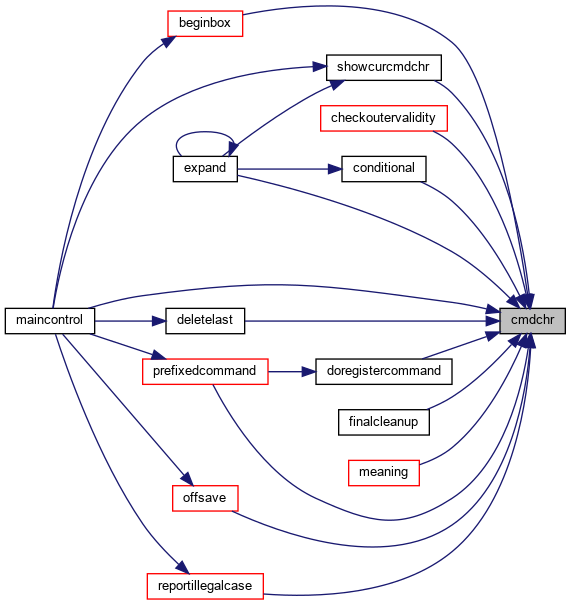 beginbox
showcurcmdchr
checkoutervalidity
expand
conditional
maincontrol
deletelast
cmdchr
prefixedcommand
doregistercommand
finalcleanup
meaning
offsave
reportillegalcase